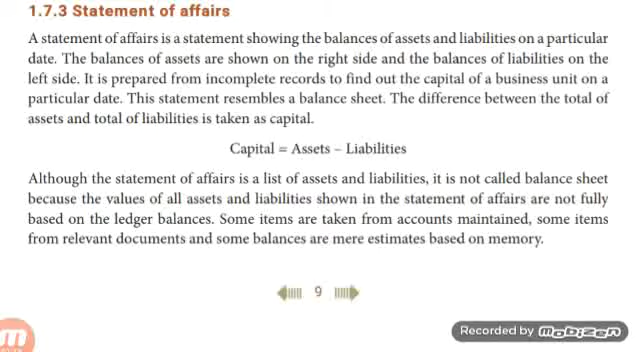 1.7.3 Statement of affairs
A statement of affairs is a statement showing the balances of assets and liabilities on a particular
date. The balances of assets are shown on the right side and the balances of liabilities on the
left side. It is prepared from incomplete records to find out the capital of a business unit on a
particular date. This statement resembles a balance sheet. The difference between the total of
assets and total of liabilities is taken as capital.
Capital = Assets – Liabilities
Although the statement of affairs is a list of assets and liabilities, it is not called balance sheet
because the values of all assets and liabilities shown in the statement of affairs are not fully
based on the ledger balances. Some items are taken from accounts maintained, some items
from relevant documents and some balances are mere estimates based on memory.
9
m
Recorded by mobizen